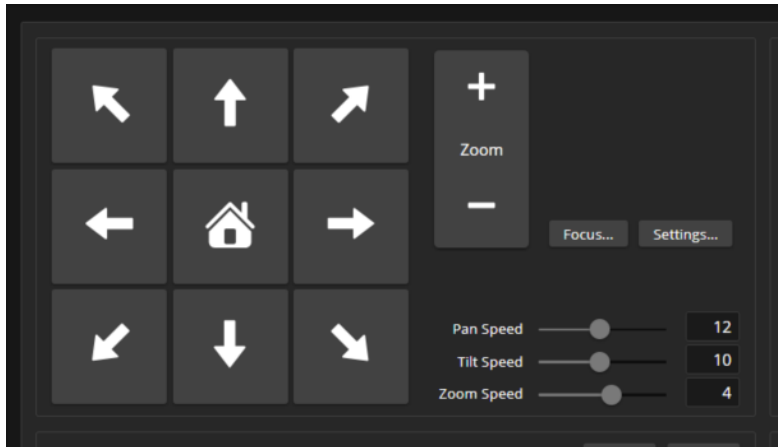 Zoom
Focus... Settings...
Pan Speed 12
Tilt Speed 10
Zoom Speed 4